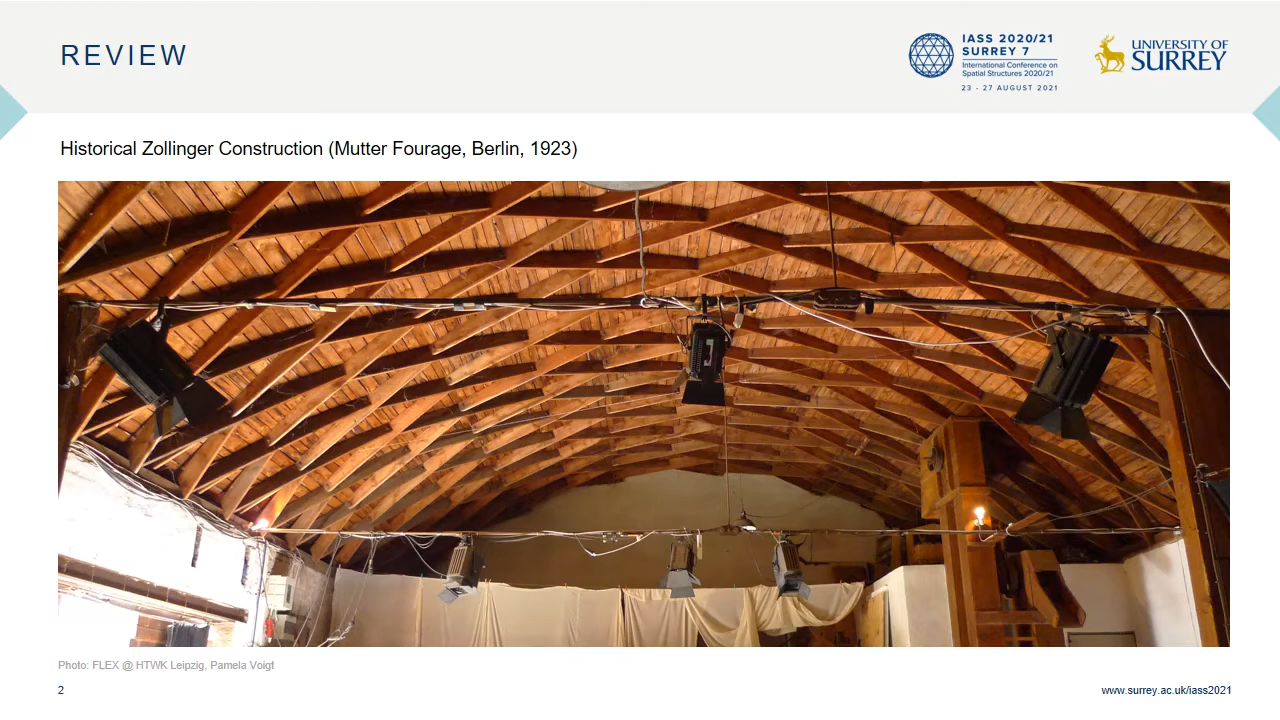 REVIEW
IASS 2020/21
SURREY 7
International Conference on
Spatial Structures 2020/21
23 - 27 AUGUST 2021
UNIVERSITY OF
SURREY
Historical Zollinger Construction (Mutter Fourage, Berlin, 1923)
Photo: FLEX @ HTWK Leipzig, Pamela Voigt
2
www.surrey.ac.uk/iass2021